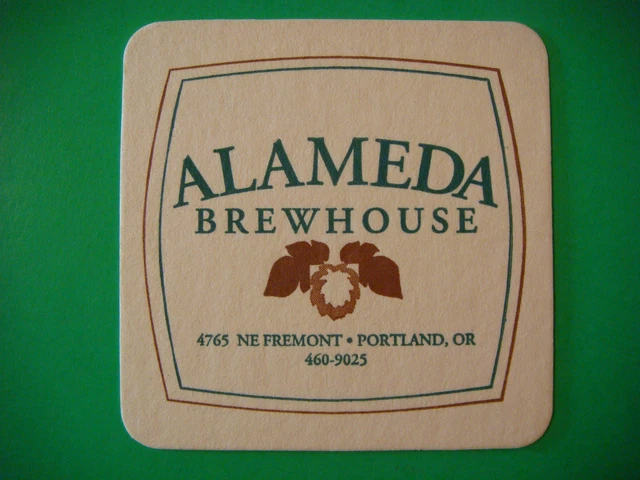 ALAMEDA
BREWHOUSE
4765 NE FREMONT • PORTLAND, OR
460-9025